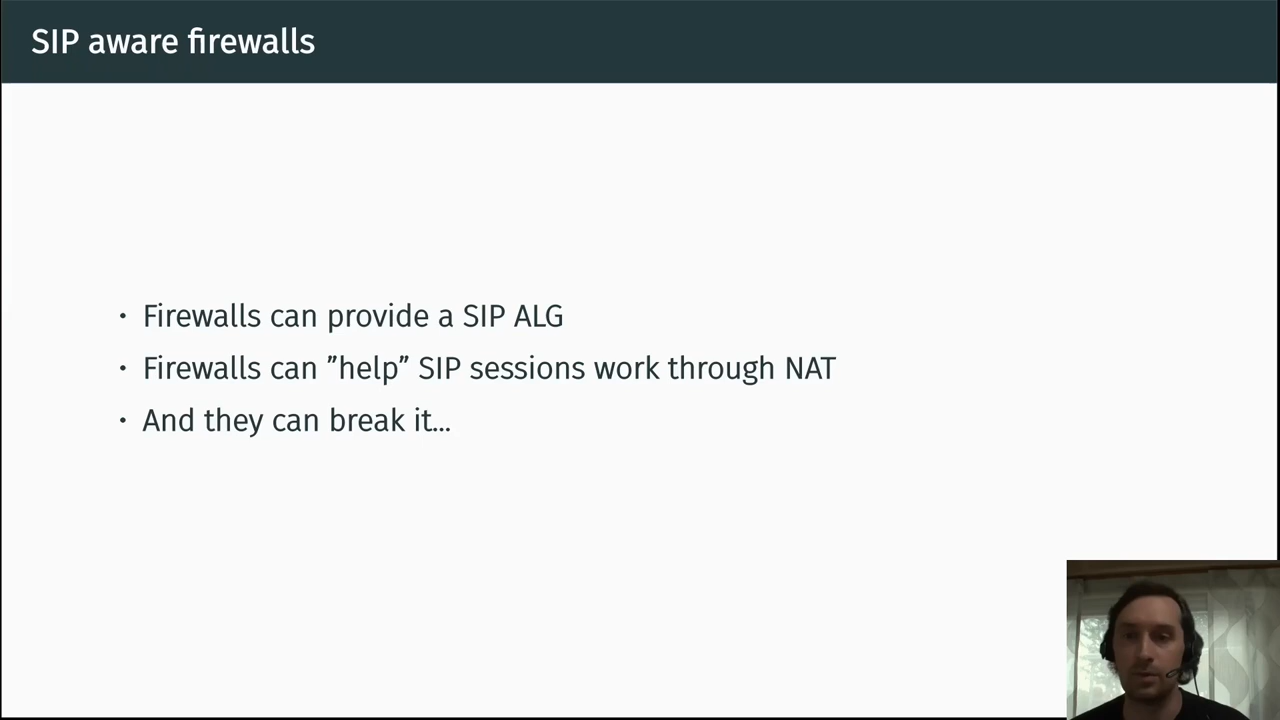 SIP aware firewalls
• Firewalls can provide a SIP ALG
• Firewalls can ”help” SIP sessions work through NAT
• And they can break it...